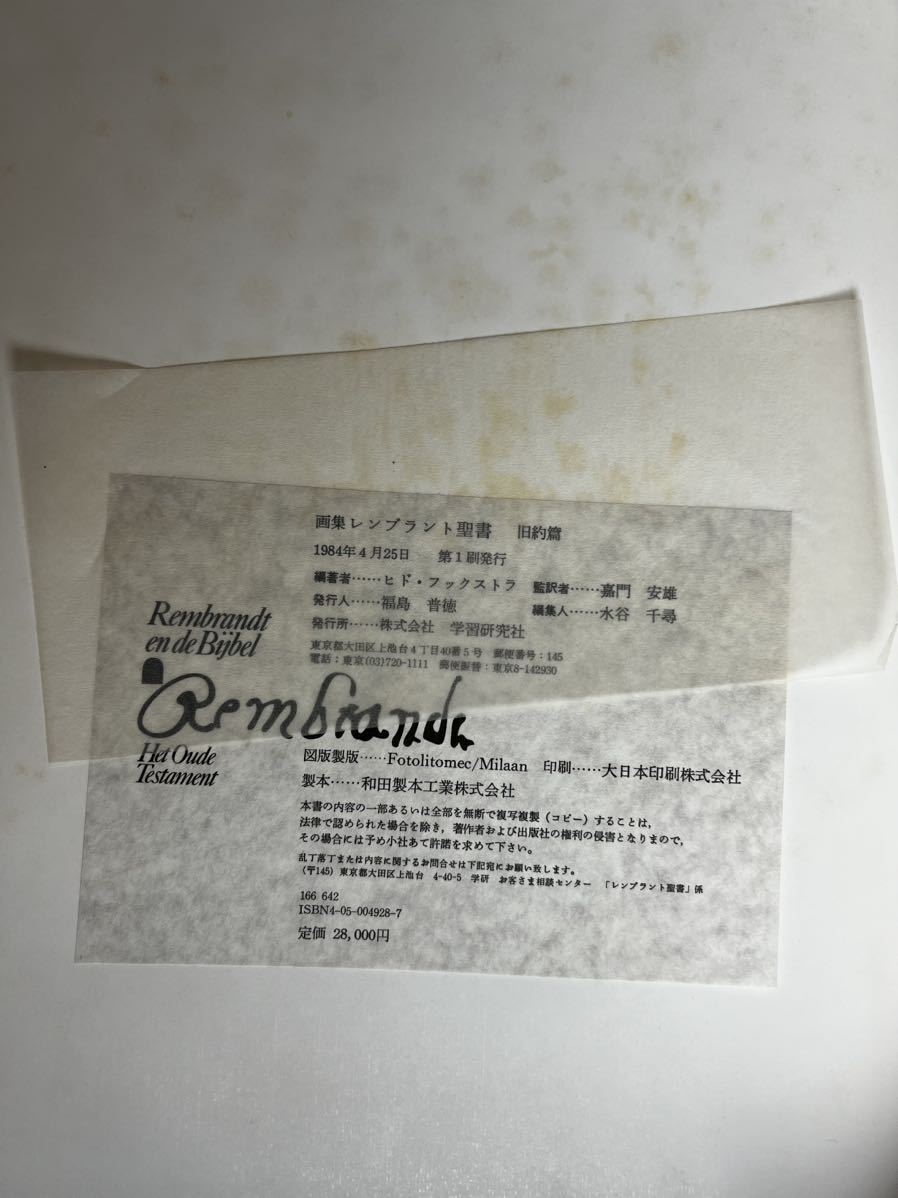 画集レンブラント聖書　旧約篇
1984年4月25日　第1刷発行
編著者……ヒド・フックストラ　監訳者……嘉門　安雄
発行人……福島　普徳　編集人……水谷　千尋
発行所……株式会社　学習研究社
東京都大田区上池台4丁目40番5号　郵便番号：145
電話：東京(03)720-1111　郵便振替：東京8-142930
Rembrandt
en de Bijbel
Rembrandt
Het Oude
Testament
図版製版……Fotolitomec/Milaan　印刷……大日本印刷株式会社
製本……和田製本工業株式会社
本書の内容の一部あるいは全部を無断で複写複製（コピー）することは，
法律で認められた場合を除き，著作者および出版社の権利の侵害となりますので，
その場合には予め小社あて許諾を求めて下さい。
乱丁落丁または内容に関するお問合せは下記宛にお願い致します。
（〒145）東京都大田区上池台　4-40-5　学研　お客さま相談センター　「レンブラント聖書」係
166 642
ISBN4-05-004928-7
定価 28,000円